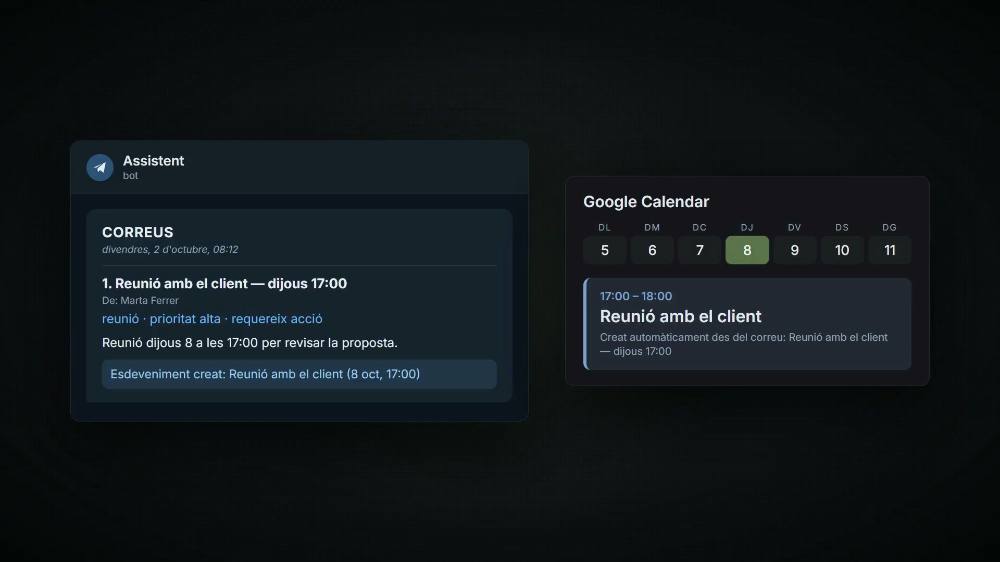 Assistent
bot
CORREUS
divendres, 2 d'octubre, 08:12
1. Reunió amb el client — dijous 17:00
De: Marta Ferrer
reunió · prioritat alta · requereix acció
Reunió dijous 8 a les 17:00 per revisar la proposta.
Esdeveniment creat: Reunió amb el client (8 oct, 17:00)
Google Calendar
DL DM DC DJ DV DS DG
5 6 7 8 9 10 11
17:00 – 18:00
Reunió amb el client
Creat automàticament des del correu: Reunió amb el client
— dijous 17:00